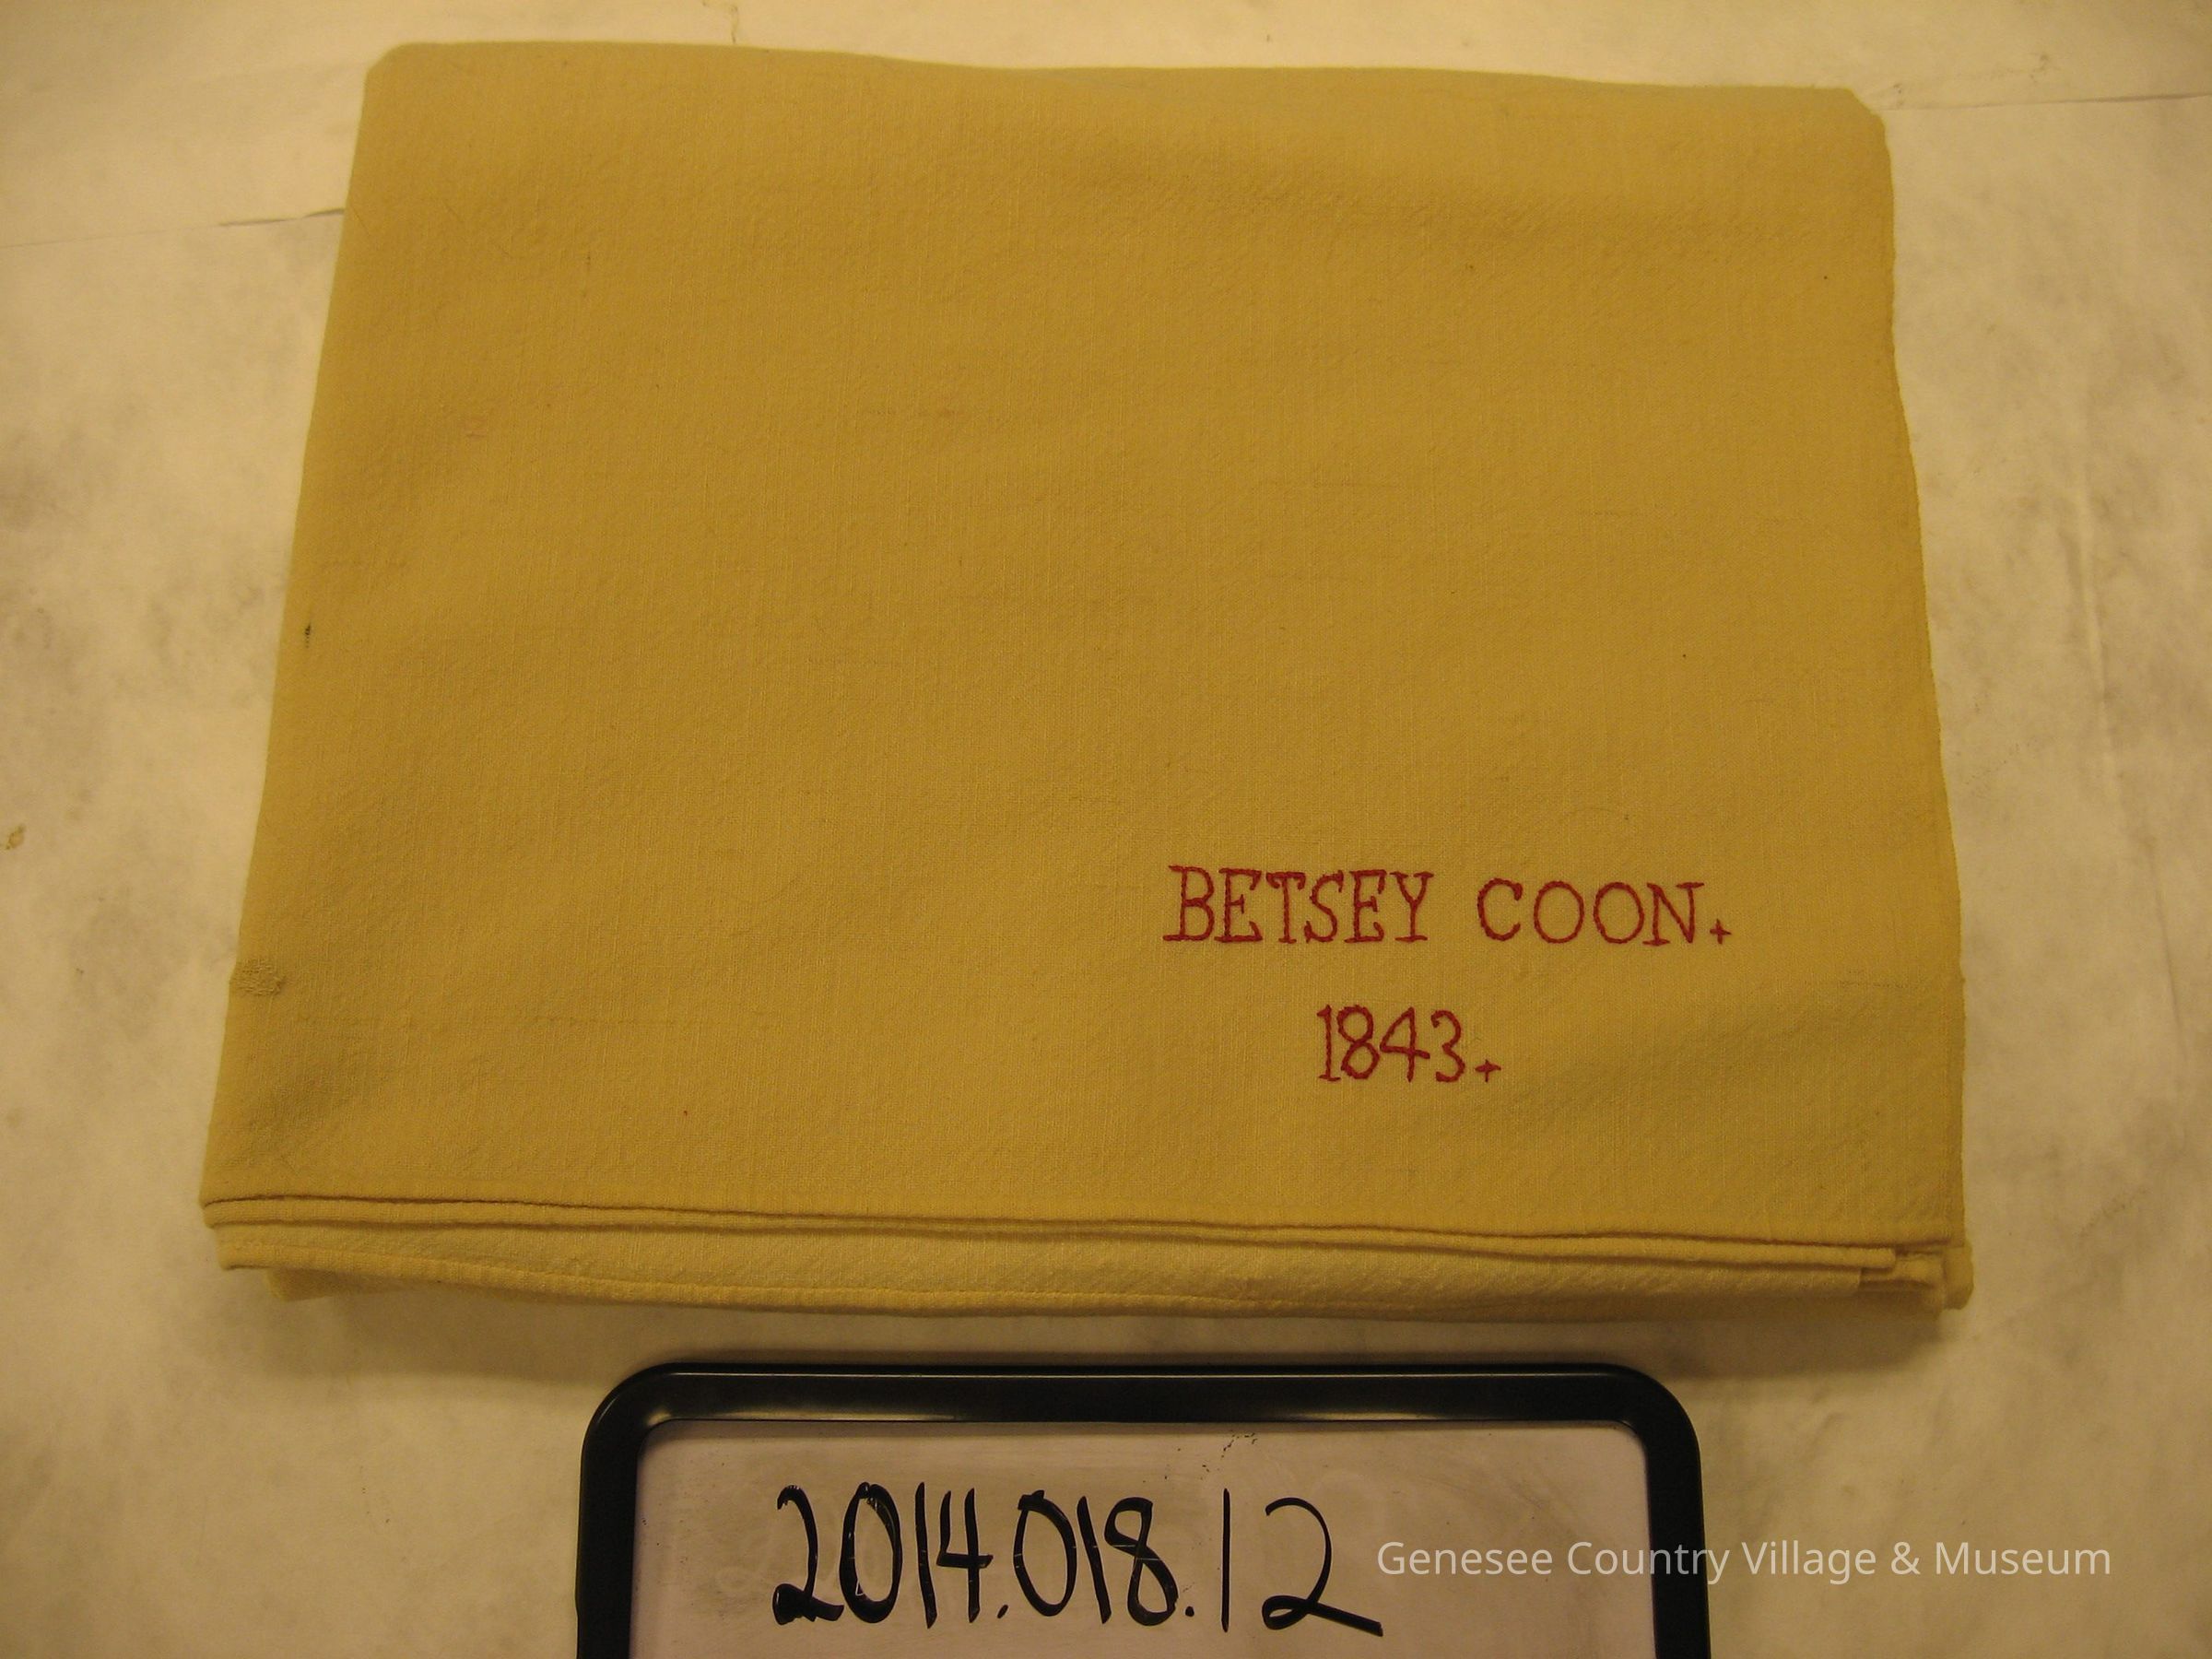 BETSEY COON.
1843.
2014.018.12
Genesee Country Village & Museum